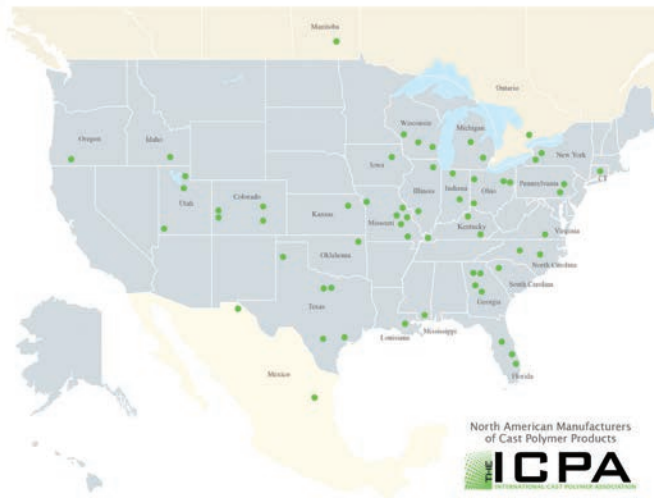 Manitoba
Ontario
Oregon
Idaho
Wisconsin
Michigan
New York
Iowa
CT
Utah
Colorado
Illinois
Indiana
Ohio
Pennsylvania
Kansas
Missouri
Kentucky
Virginia
Oklahoma
North Carolina
South Carolina
Georgia
Texas
Louisiana
Mississippi
Mexico
Florida
North American Manufacturers
of Cast Polymer Products
THE ICPA
INTERNATIONAL CAST POLYMER ASSOCIATION